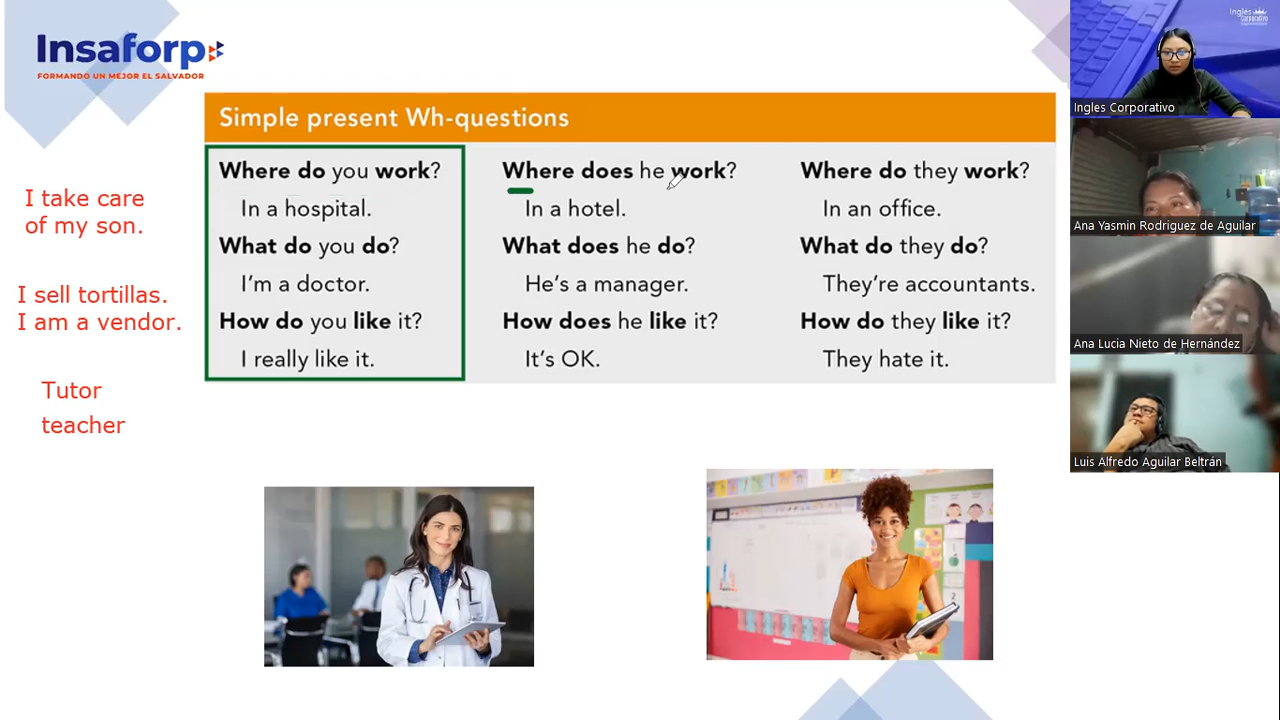 Insaforp
FORMANDO UN MEJOR EL SALVADOR
Simple present Wh-questions
Where do you work?
In a hospital.
What do you do?
I'm a doctor.
How do you like it?
I really like it.
Where does he work?
In a hotel.
What does he do?
He's a manager.
How does he like it?
It's OK.
Where do they work?
In an office.
What do they do?
They're accountants.
How do they like it?
They hate it.
I take care
of my son.
I sell tortillas.
I am a vendor.
Tutor
teacher
Inglés
Corporativo
Ingles Corporativo
Ana Yasmin Rodriguez de Aguilar
Ana Lucia Nieto de Hernández
Luis Alfredo Aguilar Beltrán